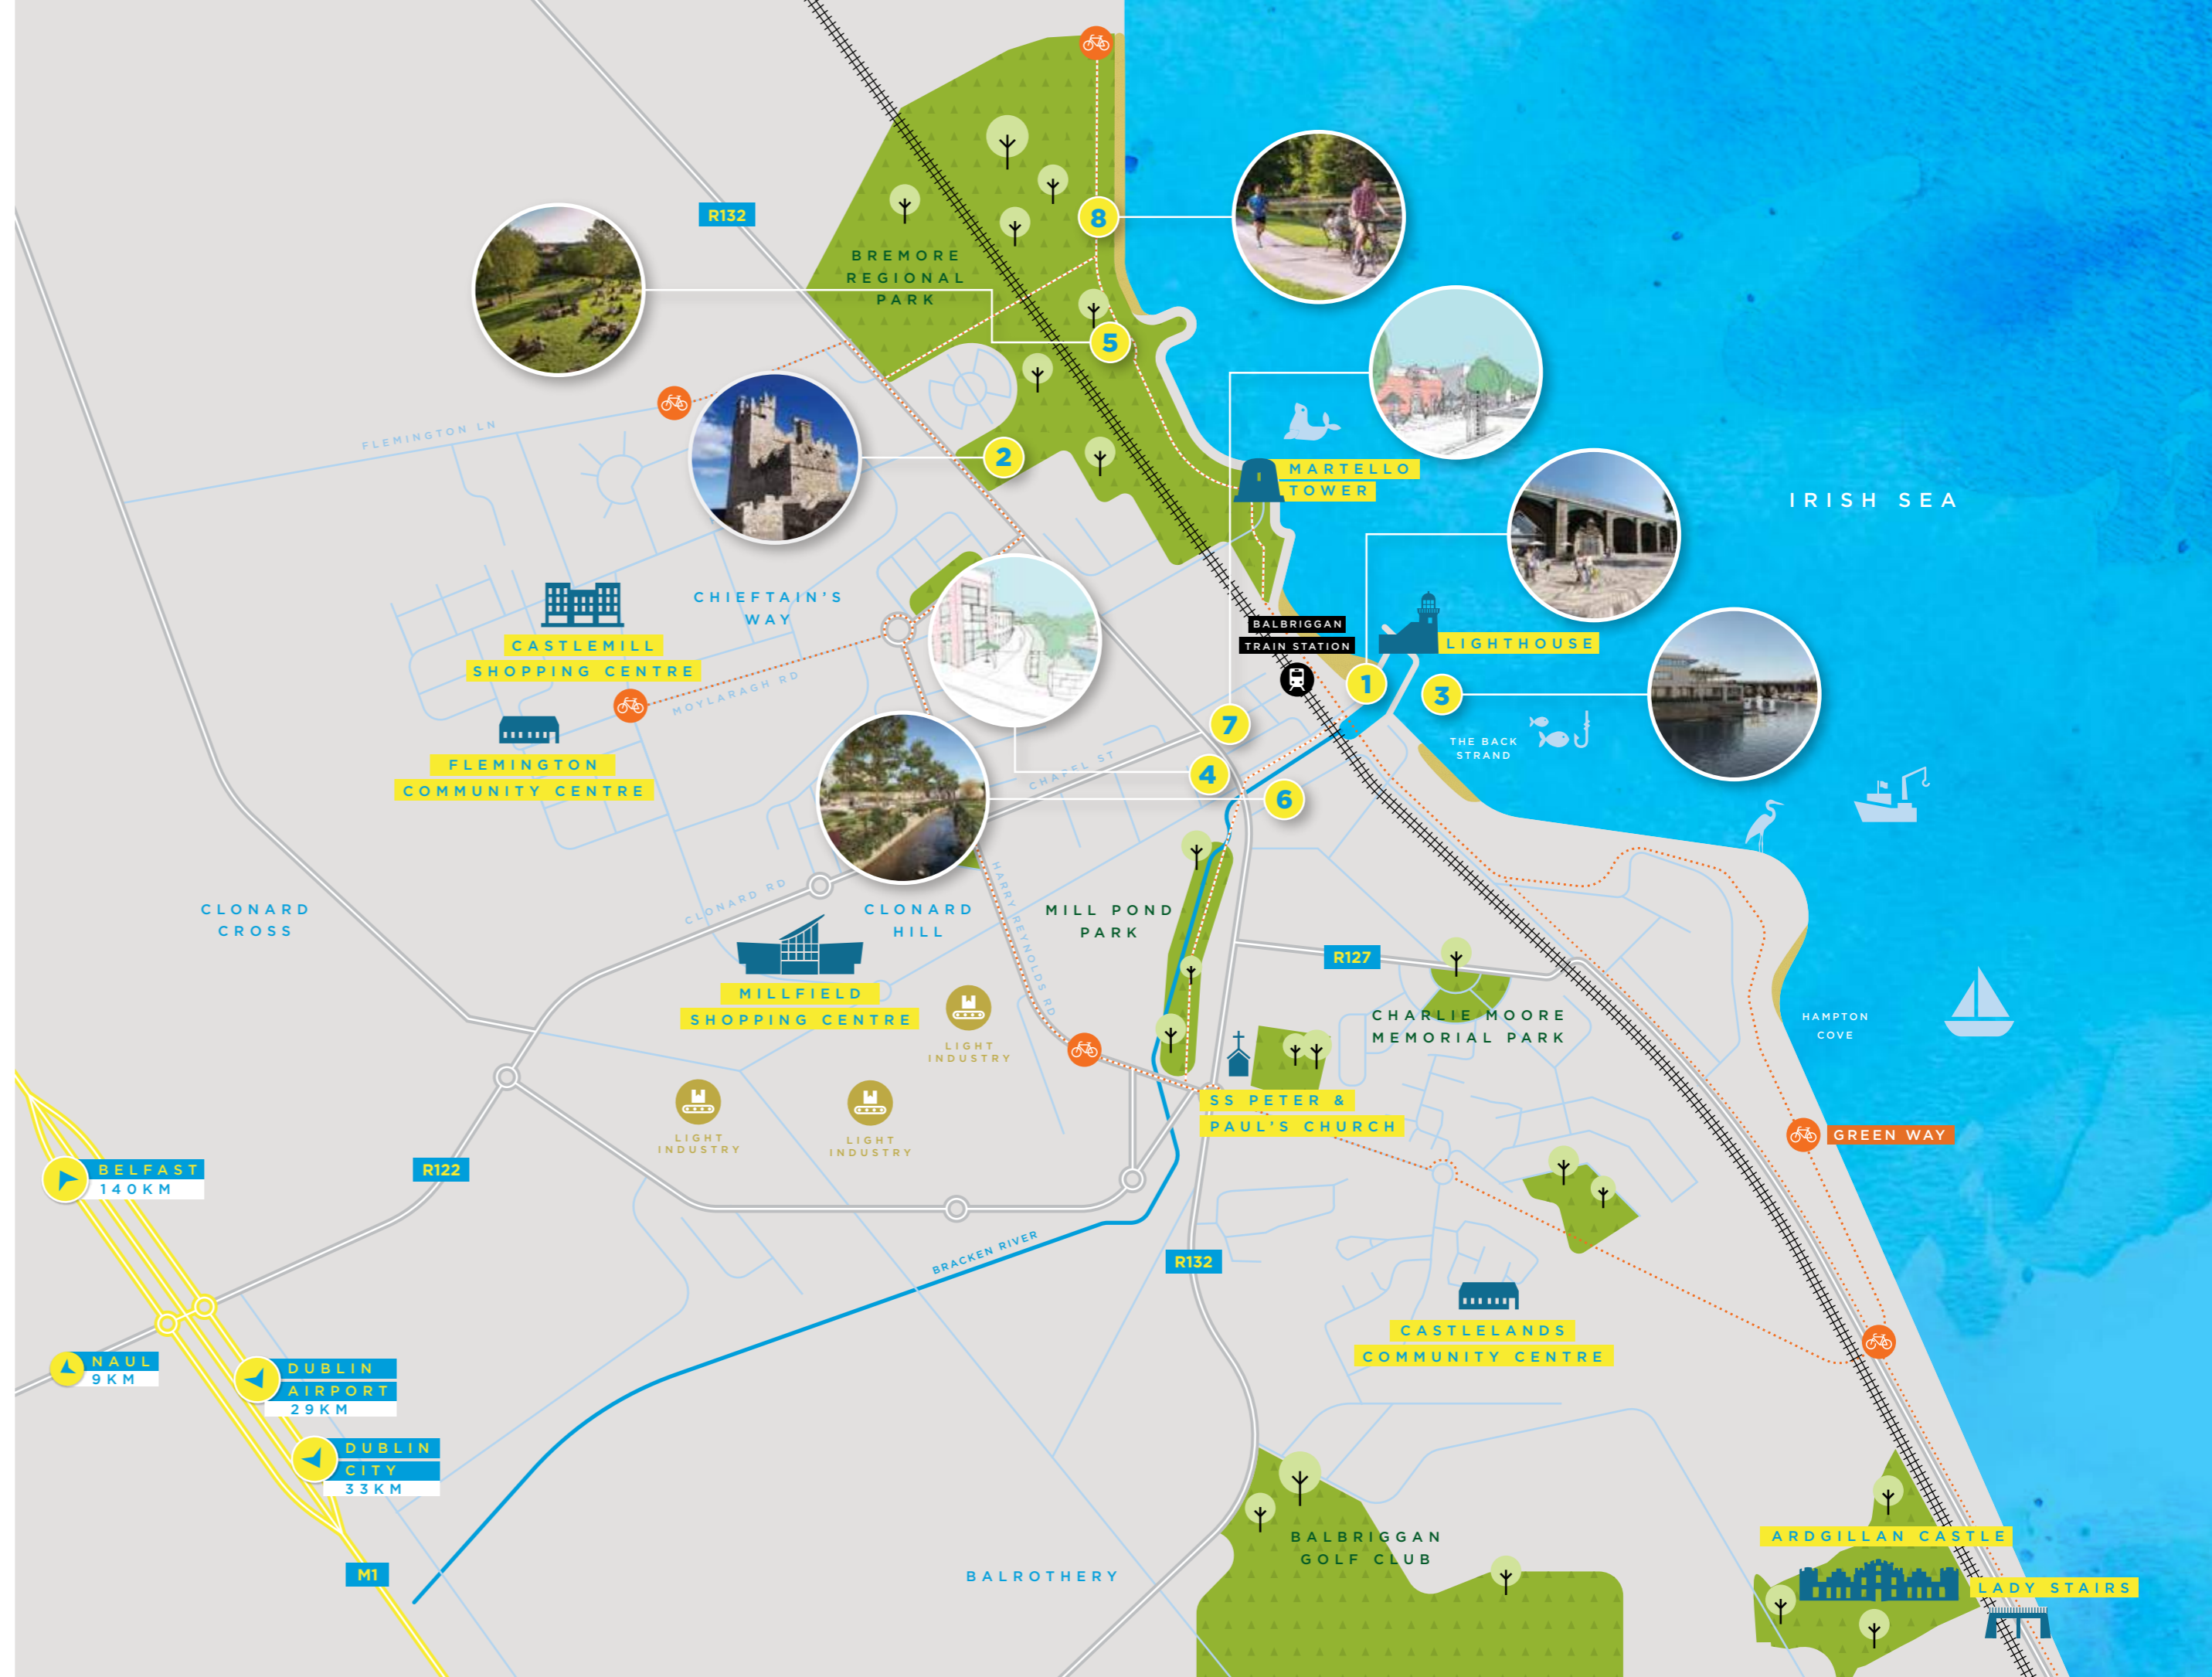 R132
8
BREMORE
REGIONAL
PARK
5
FLEMINGTON LN
2
MARTELLO
TOWER
IRISH SEA
CHIEFTAIN'S
WAY
CASTLEMILL
SHOPPING CENTRE
MOYLARAGH RD
BALBRIGGAN
TRAIN STATION
LIGHTHOUSE
1
3
7
THE BACK
STRAND
FLEMINGTON
COMMUNITY CENTRE
CHAPEL ST
4
6
CLONARD RD
HARRY REYNOLDS RD
CLONARD
CROSS
CLONARD
HILL
MILL POND
PARK
R127
MILLFIELD
SHOPPING CENTRE
CHARLIE MOORE
MEMORIAL PARK
HAMPTON
COVE
LIGHT
INDUSTRY
LIGHT
INDUSTRY
LIGHT
INDUSTRY
SS PETER &
PAUL'S CHURCH
GREEN WAY
BELFAST
140KM
R122
BRACKEN RIVER
R132
CASTLELANDS
COMMUNITY CENTRE
NAUL
9KM
DUBLIN
AIRPORT
29KM
DUBLIN
CITY
33KM
M1
BALROTHERY
BALBRIGGAN
GOLF CLUB
ARDGILLAN CASTLE
LADY STAIRS